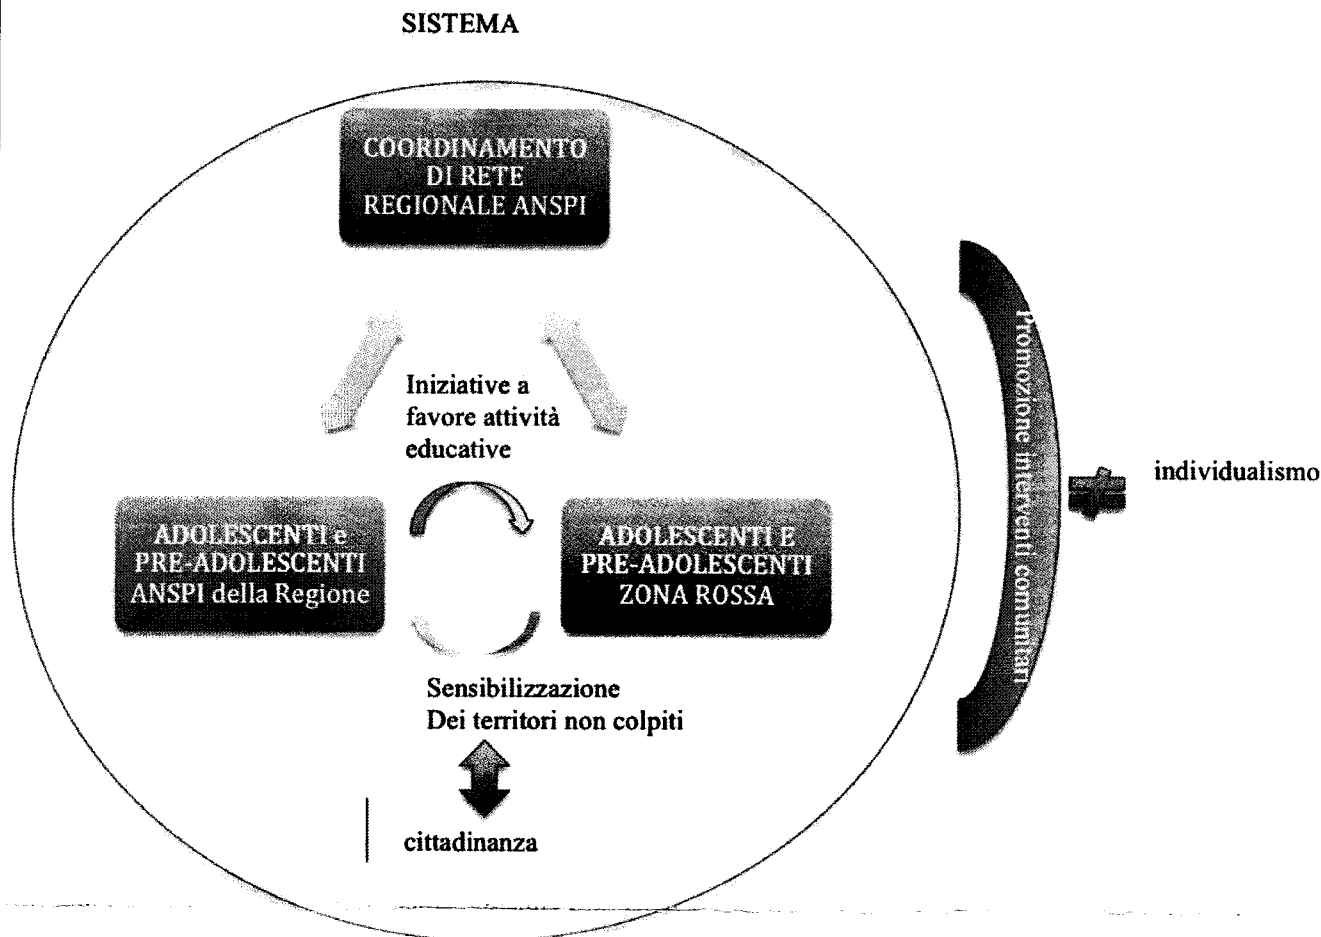 SISTEMA
COORDINAMENTO
DI RETE
REGIONALE ANSPI
Iniziative a
favore attività
educative
ADOLESCENTI e
PRE-ADOLESCENTI
ANSPI della Regione
ADOLESCENTI E
PRE-ADOLESCENTI
ZONA ROSSA
Sensibilizzazione
Dei territori non colpiti
cittadinanza
Promozione interventi comunitari
individualismo